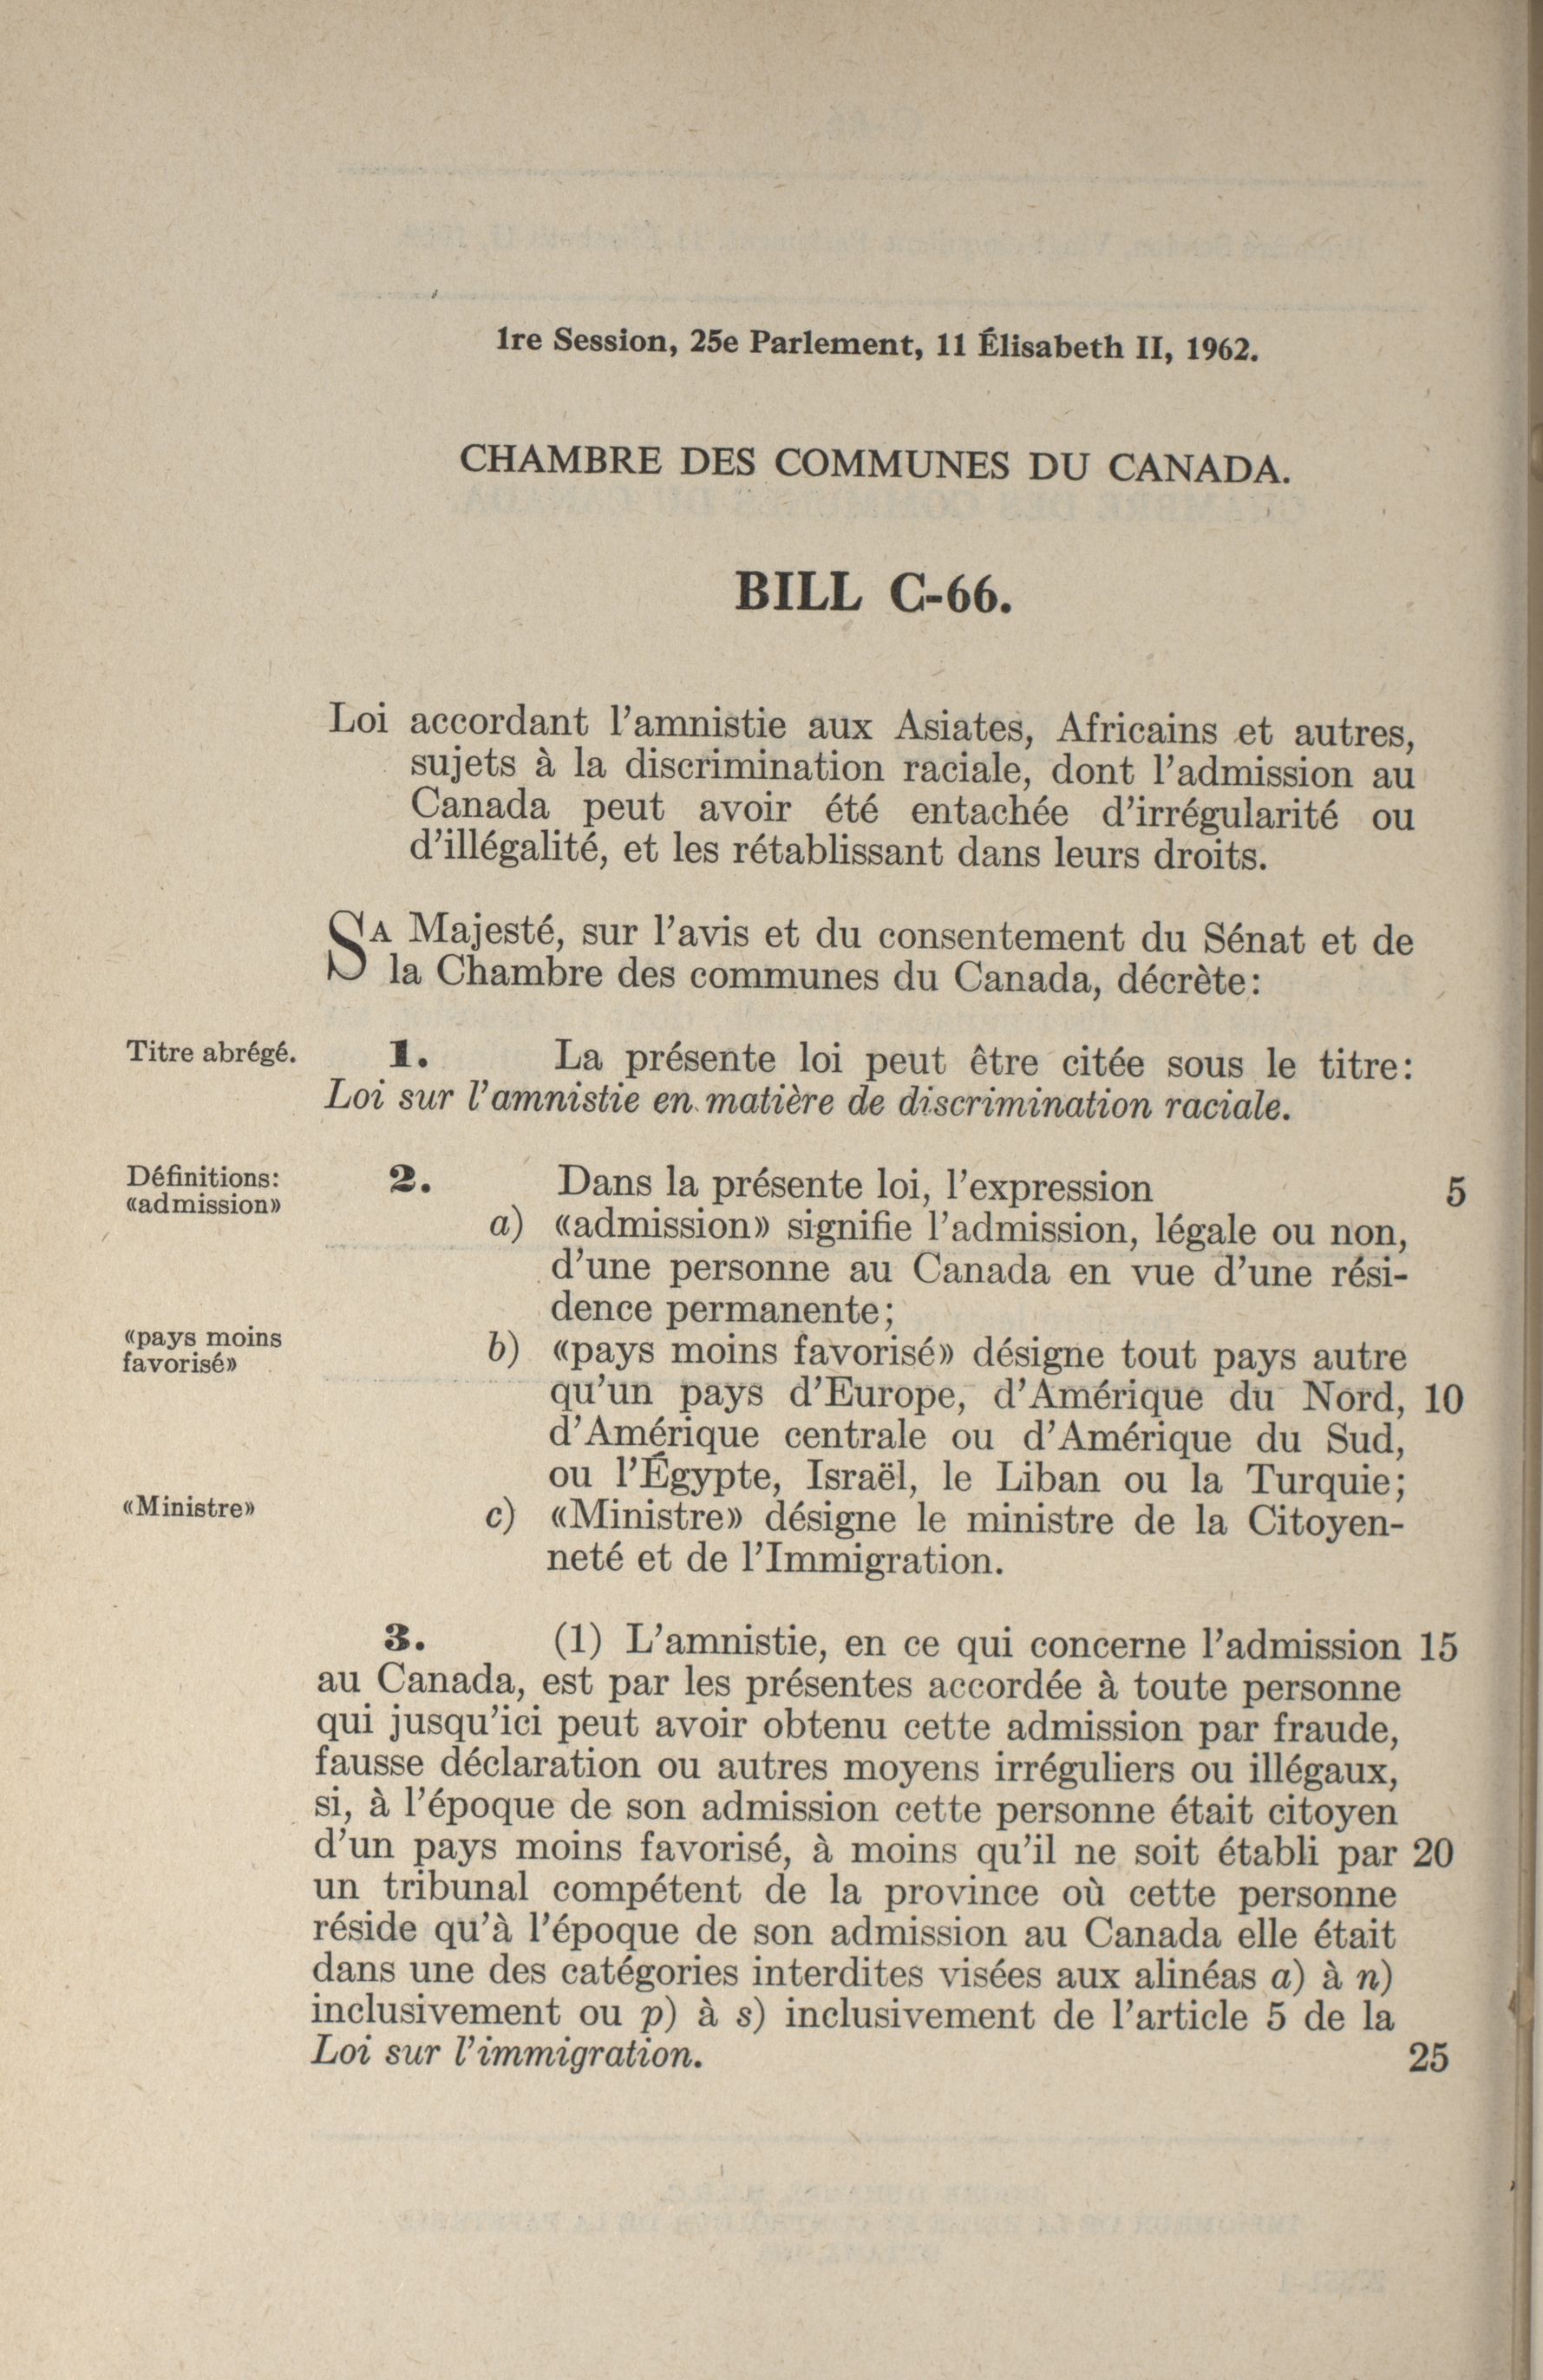 1re Session, 25e Parlement, 11 Élisabeth II, 1962.
CHAMBRE DES COMMUNES DU CANADA.
BILL C-66.
Loi accordant l'amnistie aux Asiates, Africains et autres,
sujets à la discrimination raciale, dont l'admission au
Canada peut avoir été entachée d'irrégularité ou
d'illégalité, et les rétablissant dans leurs droits.
SA Majesté, sur l'avis et du consentement du Sénat et de
la Chambre des communes du Canada, décrète:
Titre abrégé. 1. La présente loi peut être citée sous le titre:
Loi sur l'amnistie en matière de discrimination raciale.
Définitions: 2. Dans la présente loi, l'expression 5
«admission» a) «admission» signifie l'admission, légale ou non,
d'une personne au Canada en vue d'une rési-
dence permanente;
«pays moins b) «pays moins favorisé» désigne tout pays autre
favorisé» qu'un pays d'Europe, d'Amérique du Nord, 10
d'Amérique centrale ou d'Amérique du Sud,
ou l'Égypte, Israël, le Liban ou la Turquie;
«Ministre» c) «Ministre» désigne le ministre de la Citoyen-
neté et de l'Immigration.
3. (1) L'amnistie, en ce qui concerne l'admission 15
au Canada, est par les présentes accordée à toute personne
qui jusqu'ici peut avoir obtenu cette admission par fraude,
fausse déclaration ou autres moyens irréguliers ou illégaux,
si, à l'époque de son admission cette personne était citoyen
d'un pays moins favorisé, à moins qu'il ne soit établi par 20
un tribunal compétent de la province où cette personne
réside qu'à l'époque de son admission au Canada elle était
dans une des catégories interdites visées aux alinéas a) à n)
inclusivement ou p) à s) inclusivement de l'article 5 de la
Loi sur l'immigration. 25